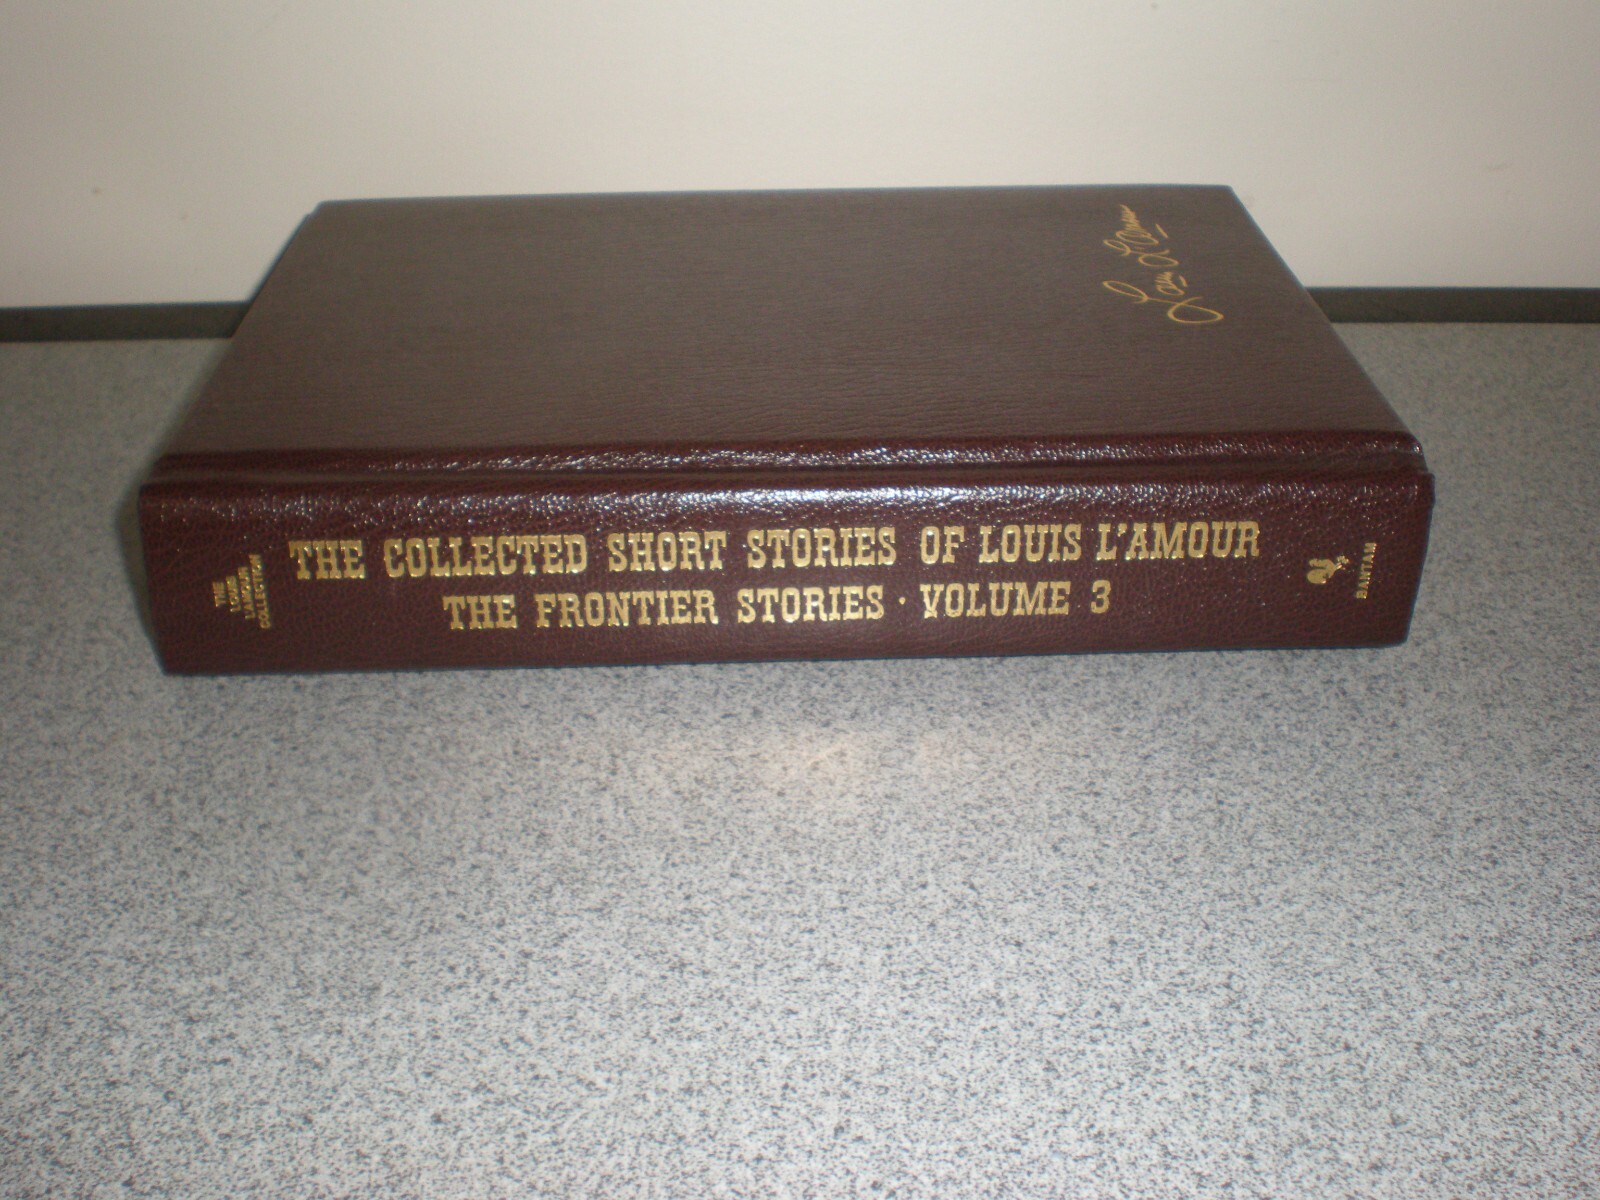 Louis L'Amour
THE
LOUIS
L'AMOUR
COLLECTION
THE COLLECTED SHORT STORIES OF LOUIS L'AMOUR
THE FRONTIER STORIES · VOLUME 3
BANTAM